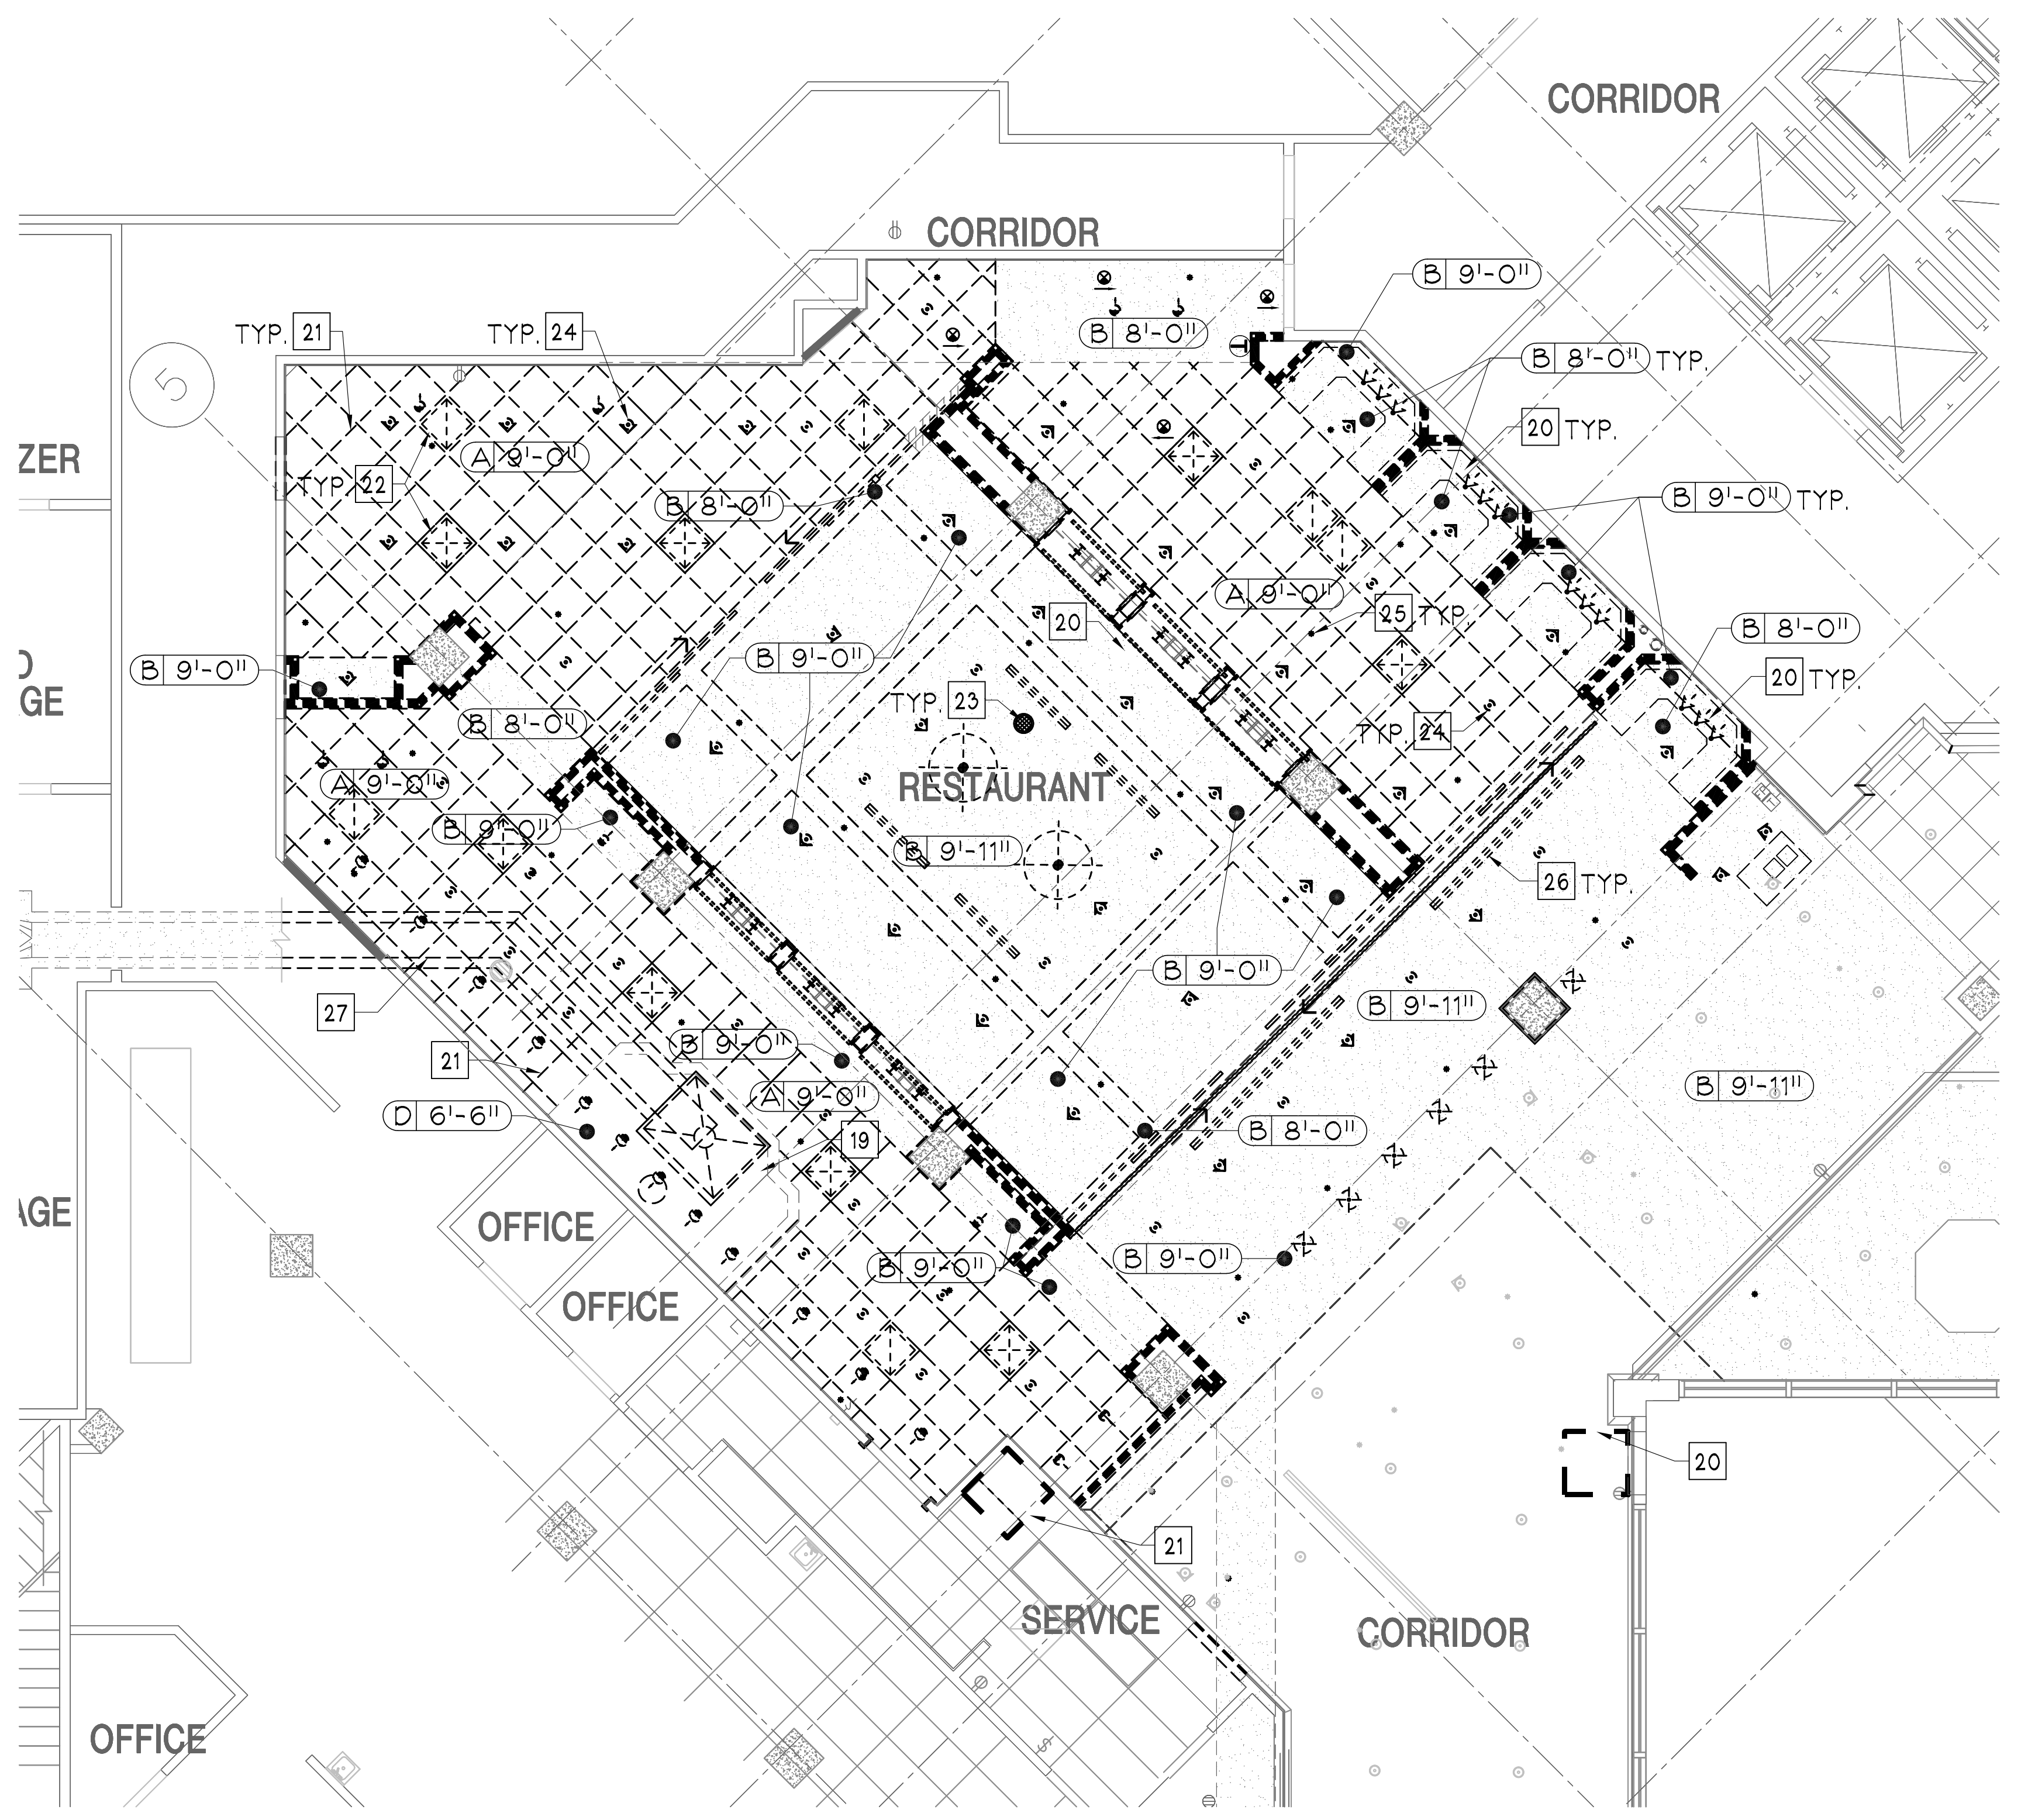 CORRIDOR
CORRIDOR
B 9'-0"
TYP. 21
TYP. 24
B 8'-0"
B 8'-0" TYP.
5
20 TYP.
ZER
A 9'-0"
TYP. 22
B 8'-0"
B 9'-0" TYP.
A 9'-0"
25 TYP.
20
B 8'-0"
B 9'-0"
B 9'-0"
20 TYP.
GE
TYP. 23
B 8'-0"
TYP. 24
A 9'-0"
RESTAURANT
B 9'-0"
B 9'-11"
26 TYP.
B 9'-0"
B 9'-11"
27
B 9'-0"
21
A 9'-0"
B 9'-11"
D 6'-6"
19
B 8'-0"
AGE
OFFICE
B 9'-0"
B 9'-0"
OFFICE
20
21
SERVICE
CORRIDOR
OFFICE